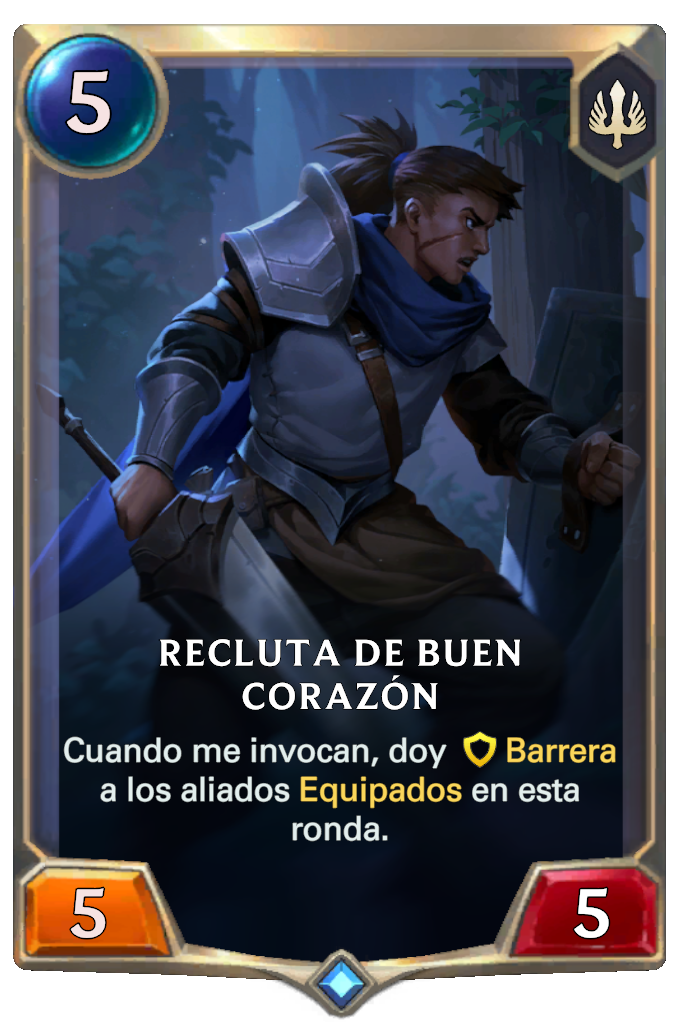 5
RECLUTA DE BUEN
CORAZÓN
Cuando me invocan, doy Barrera
a los aliados Equipados en esta
ronda.
5
5